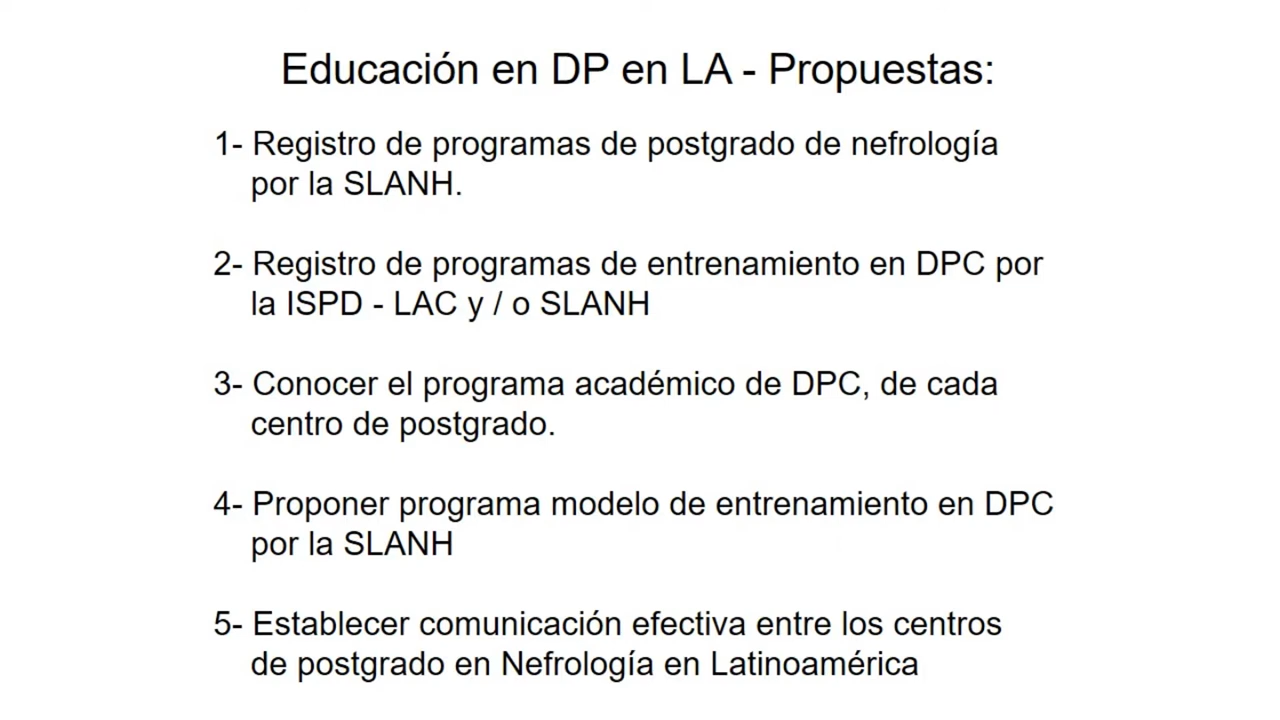 Educación en DP en LA - Propuestas:
1- Registro de programas de postgrado de nefrología
por la SLANH.
2- Registro de programas de entrenamiento en DPC por
la ISPD - LAC y / o SLANH
3- Conocer el programa académico de DPC, de cada
centro de postgrado.
4- Proponer programa modelo de entrenamiento en DPC
por la SLANH
5- Establecer comunicación efectiva entre los centros
de postgrado en Nefrología en Latinoamérica